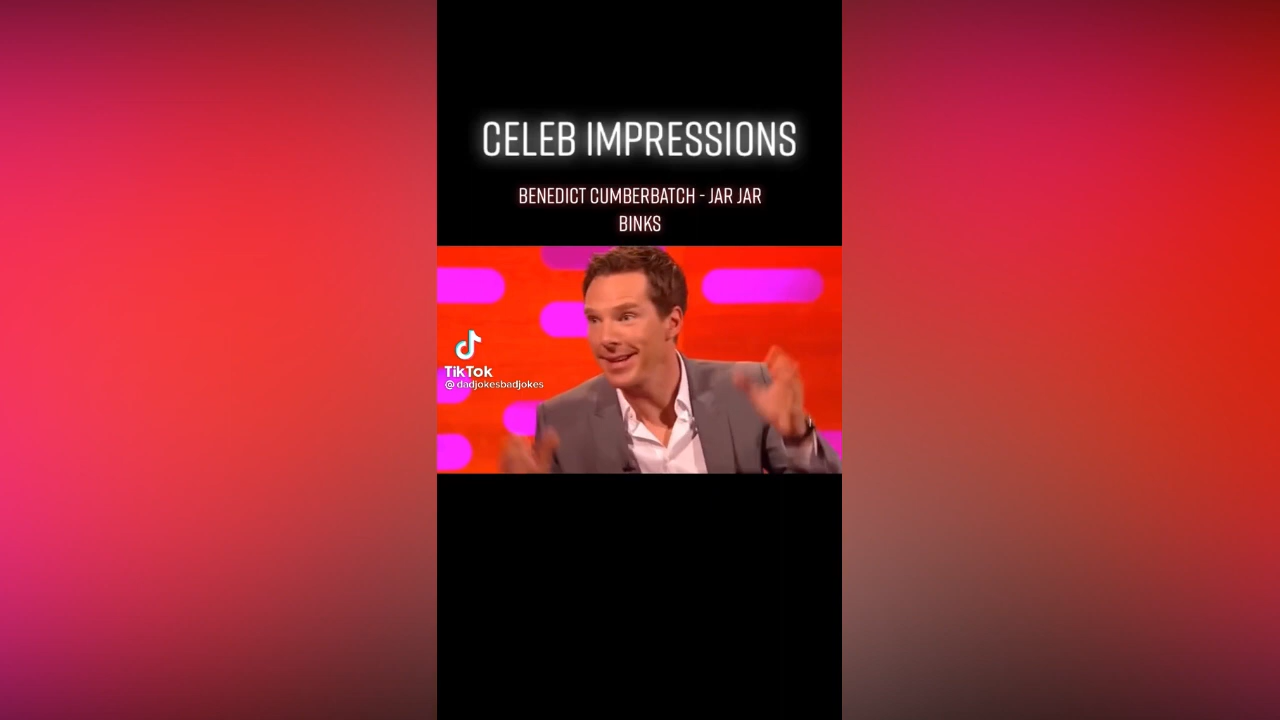 CELEB IMPRESSIONS
BENEDICT CUMBERBATCH - JAR JAR
BINKS
TikTok
@dadjokesbadjokes